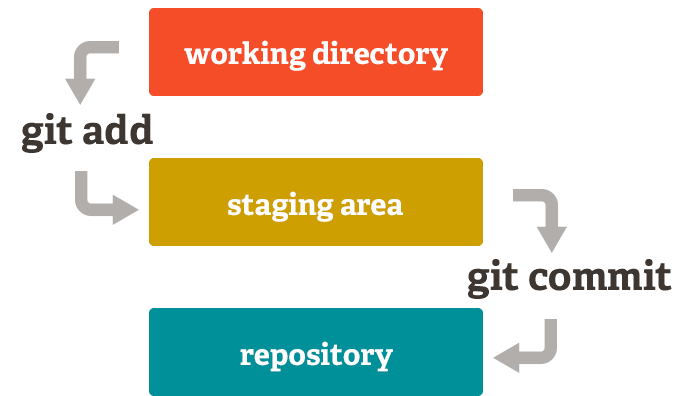 working directory
git add
staging area
git commit
repository